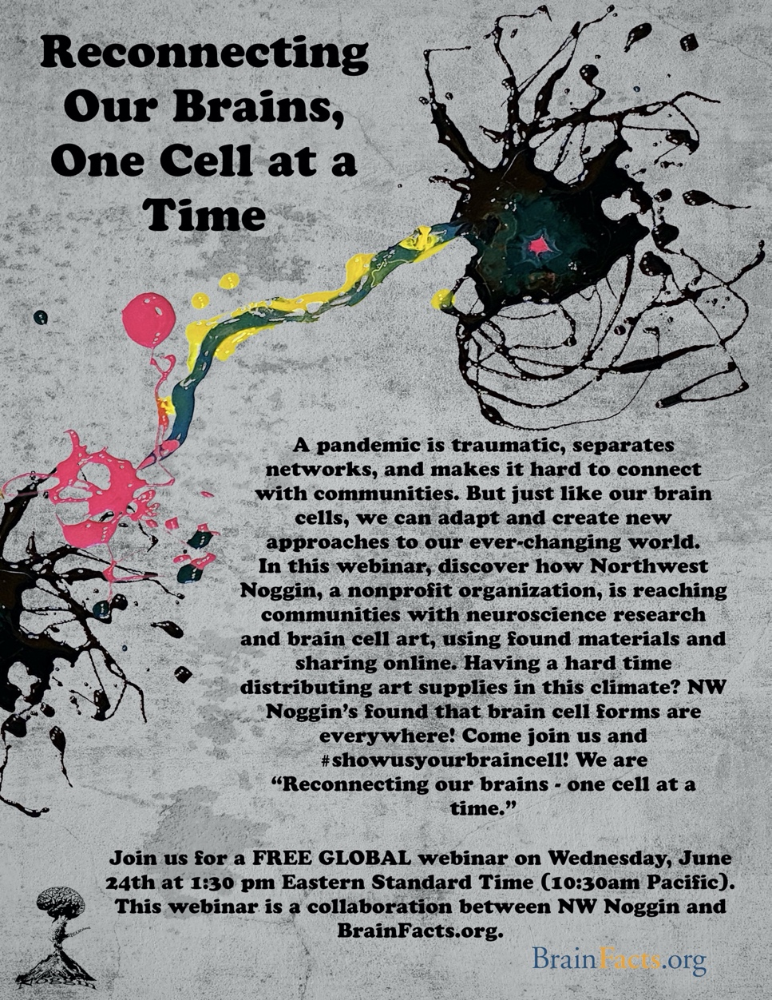 Reconnecting
Our Brains,
One Cell at a
Time
A pandemic is traumatic, separates
networks, and makes it hard to connect
with communities. But just like our brain
cells, we can adapt and create new
approaches to our ever-changing world.
In this webinar, discover how Northwest
Noggin, a nonprofit organization, is reaching
communities with neuroscience research
and brain cell art, using found materials and
sharing online. Having a hard time
distributing art supplies in this climate? NW
Noggin’s found that brain cell forms are
everywhere! Come join us and
#showusyourbraincell! We are
“Reconnecting our brains - one cell at a
time.”
Join us for a FREE GLOBAL webinar on Wednesday, June
24th at 1:30 pm Eastern Standard Time (10:30am Pacific).
This webinar is a collaboration between NW Noggin and
BrainFacts.org.
BrainFacts.org
NOGGIN